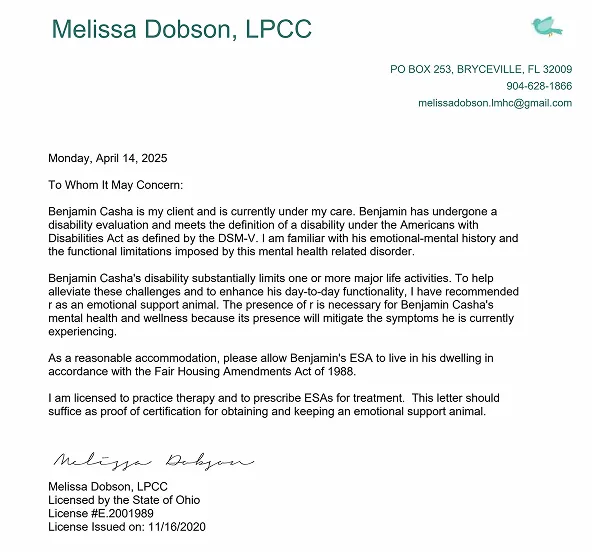 Melissa Dobson, LPCC
PO BOX 253, BRYCEVILLE, FL 32009
904-628-1866
melissadobson.lmhc@gmail.com
Monday, April 14, 2025
To Whom It May Concern:
Benjamin Casha is my client and is currently under my care. Benjamin has undergone a
disability evaluation and meets the definition of a disability under the Americans with
Disabilities Act as defined by the DSM-V. I am familiar with his emotional-mental history and
the functional limitations imposed by this mental health related disorder.
Benjamin Casha's disability substantially limits one or more major life activities. To help
alleviate these challenges and to enhance his day-to-day functionality, I have recommended
r as an emotional support animal. The presence of r is necessary for Benjamin Casha's
mental health and wellness because its presence will mitigate the symptoms he is currently
experiencing.
As a reasonable accommodation, please allow Benjamin's ESA to live in his dwelling in
accordance with the Fair Housing Amendments Act of 1988.
I am licensed to practice therapy and to prescribe ESAs for treatment.  This letter should
suffice as proof of certification for obtaining and keeping an emotional support animal.
Melissa Dobson
Melissa Dobson, LPCC
Licensed by the State of Ohio
License #E.2001989
License Issued on: 11/16/2020